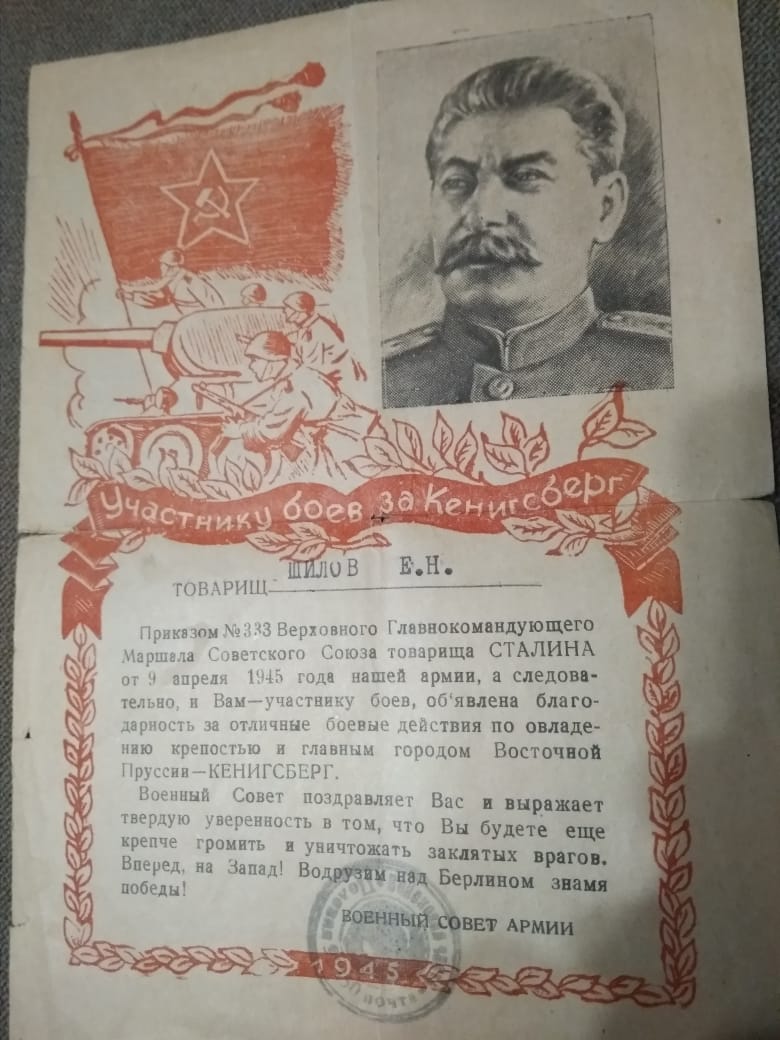 Участнику боев за Кенигсберг
ШИЛОВ Е.Н.
ТОВАРИЩ
Приказом №333 Верховного Главнокомандующего
Маршала Советского Союза товарища СТАЛИНА
от 9 апреля 1945 года нашей армии, а следова-
тельно, и Вам—участнику боев, об'явлена благо-
дарность за отличные боевые действия по овладе-
нию крепостью и главным городом Восточной
Пруссии—КЕНИГСБЕРГ.
Военный Совет поздравляет Вас и выражает
твердую уверенность в том, что Вы будете еще
крепче громить и уничтожать заклятых врагов.
Вперед, на Запад! Водрузим над Берлином знамя
победы!
ВОЕННЫЙ СОВЕТ АРМИИ
1945